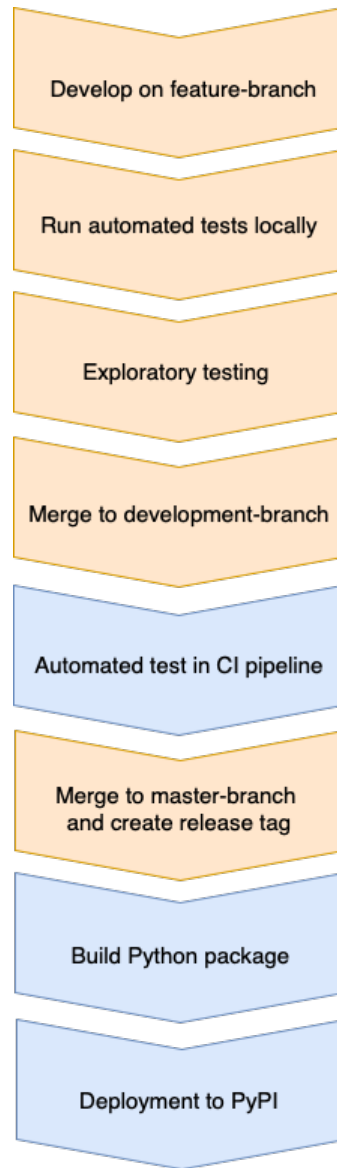 Develop on feature-branch
Run automated tests locally
Exploratory testing
Merge to development-branch
Automated test in CI pipeline
Merge to master-branch
and create release tag
Build Python package
Deployment to PyPI